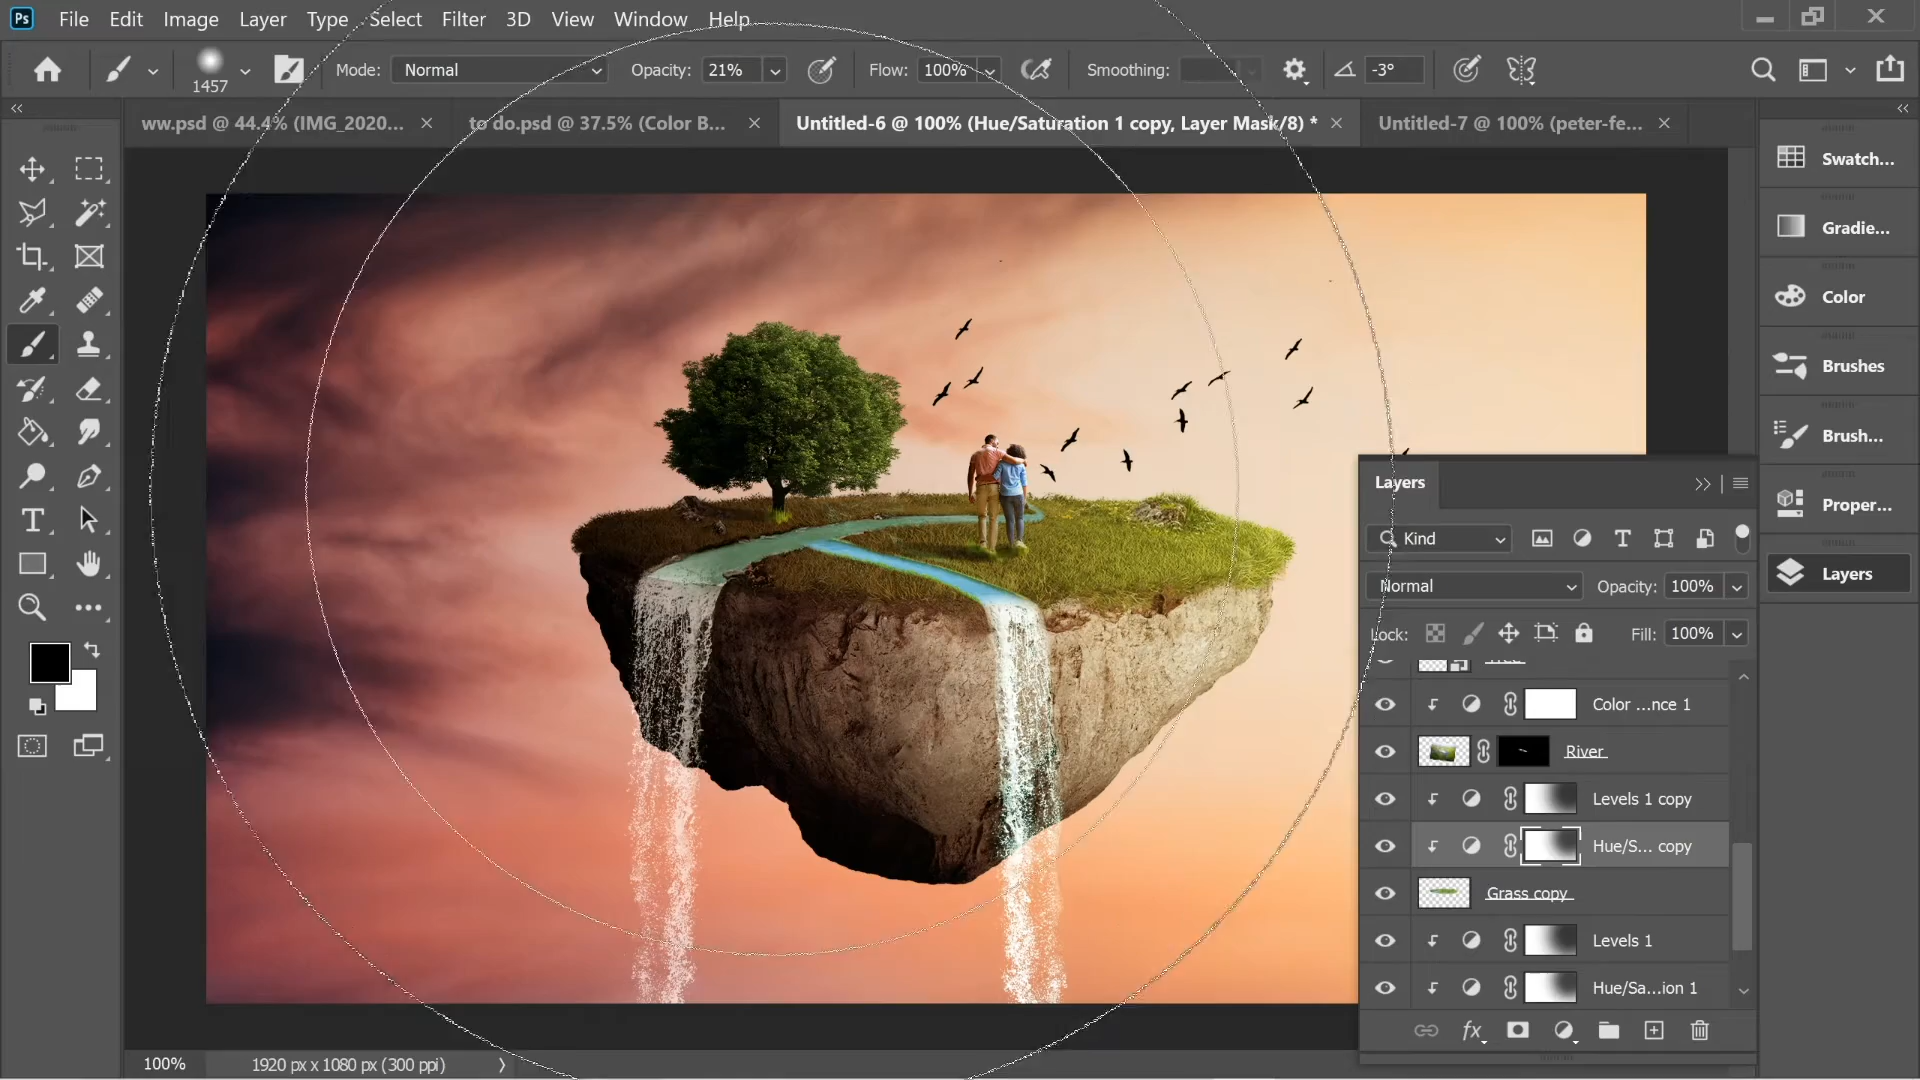 Ps File Edit Image Layer Type Select Filter 3D View Window Help
1457 Mode: Normal Opacity: 21% Flow: 100% Smoothing: -3°
ww.psd @ 44.4% (IMG_2020... × to do.psd @ 37.5% (Color B... × Untitled-6 @ 100% (Hue/Saturation 1 copy, Layer Mask/8) * × Untitled-7 @ 100% (peter-fe... ×
Swatch...
Gradie...
Color
Brushes
Brush...
Proper...
Layers
Layers
Kind
Normal Opacity: 100%
Lock: Fill: 100%
Color ...nce 1
River
Levels 1 copy
Hue/S... copy
Grass copy
Levels 1
Hue/Sa...ion 1
fx
100% 1920 px x 1080 px (300 ppi)